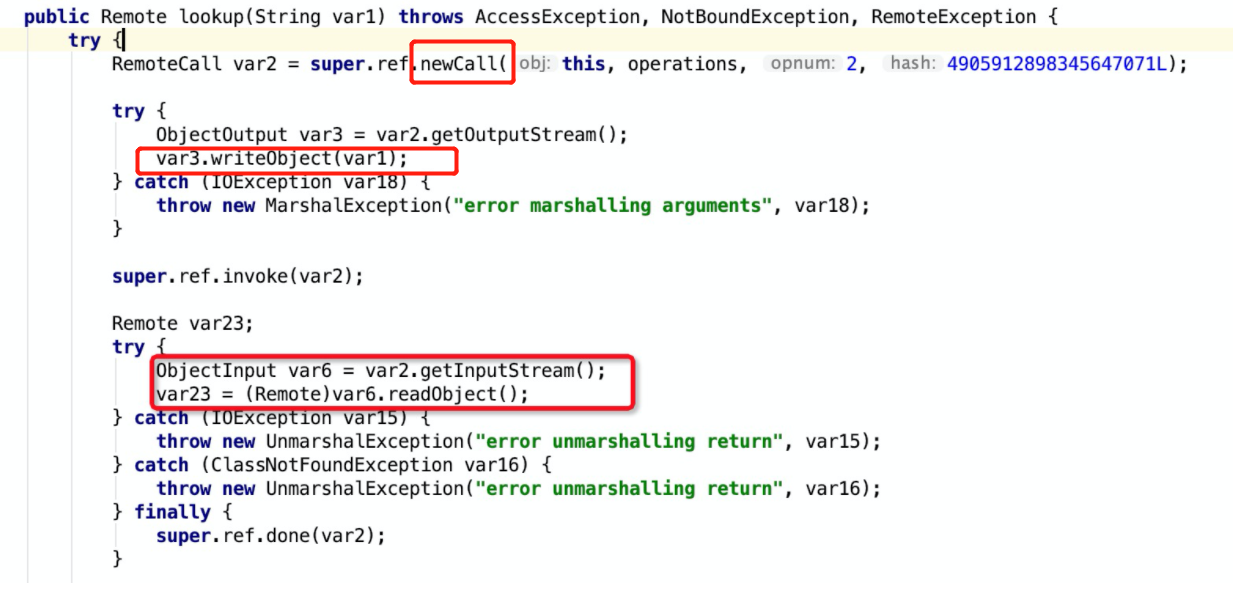 public Remote lookup(String var1) throws AccessException, NotBoundException, RemoteException {
try {
RemoteCall var2 = super.ref.newCall( obj: this, operations, opnum: 2, hash: 4905912898345647071L);
try {
ObjectOutput var3 = var2.getOutputStream();
var3.writeObject(var1);
} catch (IOException var18) {
throw new MarshalException("error marshalling arguments", var18);
}
super.ref.invoke(var2);
Remote var23;
try {
ObjectInput var6 = var2.getInputStream();
var23 = (Remote)var6.readObject();
} catch (IOException var15) {
throw new UnmarshalException("error unmarshalling return", var15);
} catch (ClassNotFoundException var16) {
throw new UnmarshalException("error unmarshalling return", var16);
} finally {
super.ref.done(var2);
}